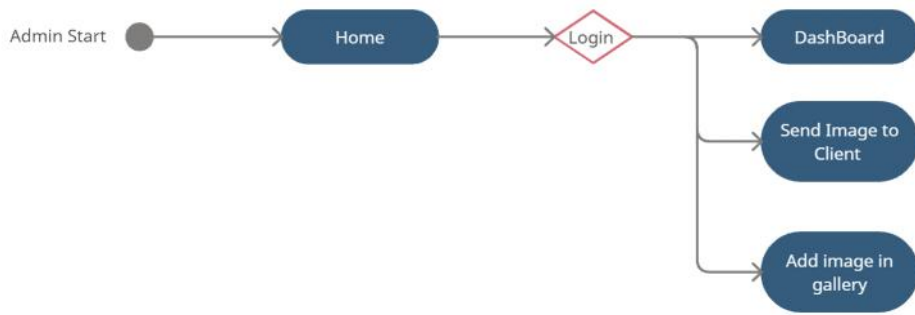 Admin Start
Home
Login
DashBoard
Send Image to
Client
Add image in
gallery